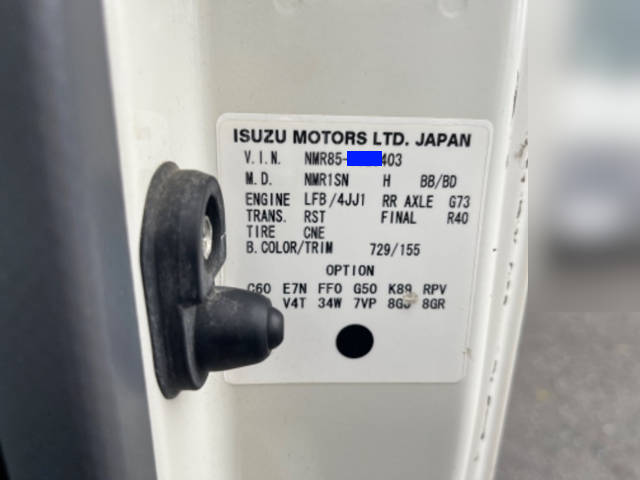 ISUZU MOTORS LTD. JAPAN
V.I.N. NMR85- 403
M.D. NMR1SN H BB/BD
ENGINE LFB/4JJ1 RR AXLE G73
TRANS. RST FINAL R40
TIRE CNE
B.COLOR/TRIM 729/155
OPTION
C60 E7N FF0 G50 K89 RPV
V4T 34W 7VP 8GR